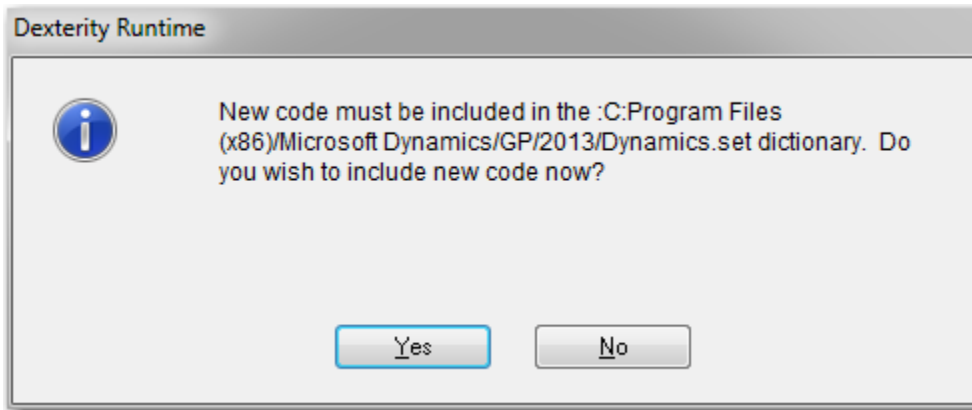 Dexterity Runtime
New code must be included in the :C:Program Files
(x86)/Microsoft Dynamics/GP/2013/Dynamics.set dictionary.  Do
you wish to include new code now?
Yes
No